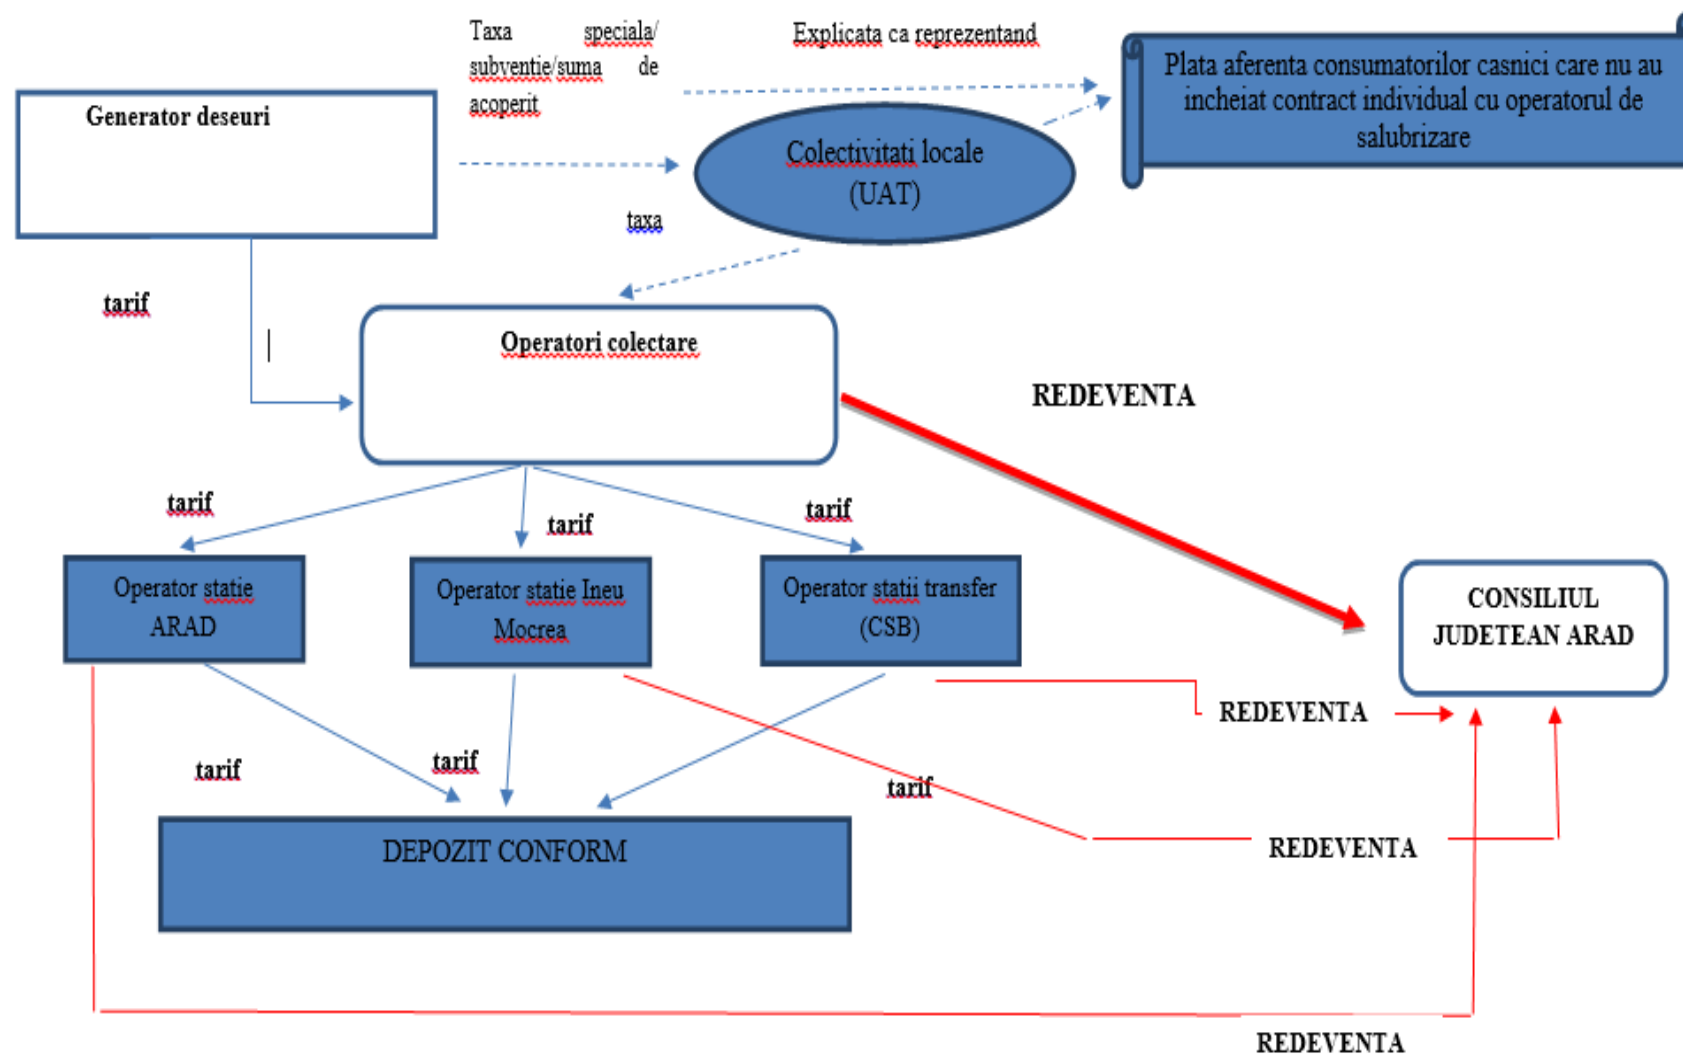 Taxa speciala/
subventie/suma de
acoperit
Explicata ca reprezentand
Plata aferenta consumatorilor casnici care nu au
incheiat contract individual cu operatorul de
salubrizare
Generator deseuri
Colectivitati locale
(UAT)
taxa
tarif
Operatori colectare
REDEVENTA
tarif
tarif
tarif
Operator statie
ARAD
Operator statie Ineu
Mocrea
Operator statii transfer
(CSB)
CONSILIUL
JUDETEAN ARAD
REDEVENTA
tarif
tarif
tarif
DEPOZIT CONFORM
REDEVENTA
REDEVENTA